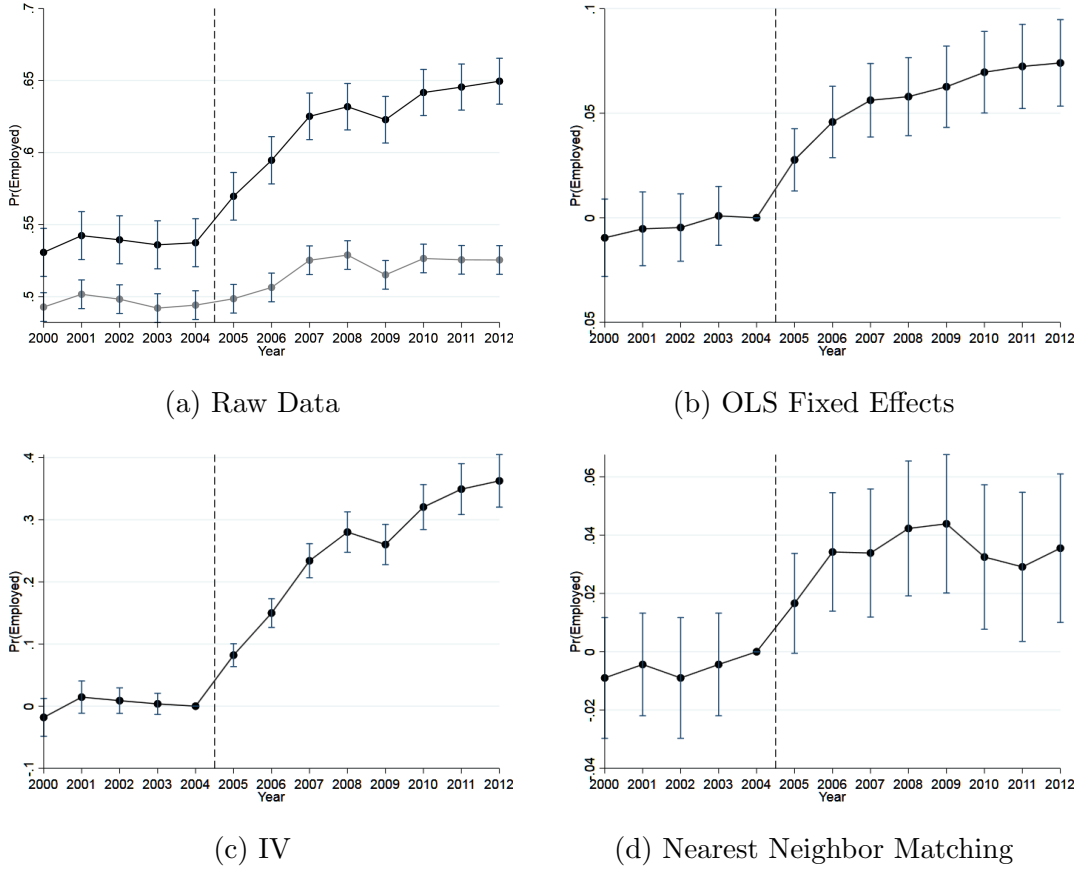 Pr(Employed)
.7
.65
.6
.55
.5
2000 2001 2002 2003 2004 2005 2006 2007 2008 2009 2010 2011 2012
Year
(a) Raw Data
Pr(Employed)
.1
.05
0
-.05
2000 2001 2002 2003 2004 2005 2006 2007 2008 2009 2010 2011 2012
Year
(b) OLS Fixed Effects
Pr(Employed)
.4
.3
.2
.1
0
-.1
2000 2001 2002 2003 2004 2005 2006 2007 2008 2009 2010 2011 2012
Year
(c) IV
Pr(Employed)
.06
.04
.02
0
-.02
-.04
2000 2001 2002 2003 2004 2005 2006 2007 2008 2009 2010 2011 2012
Year
(d) Nearest Neighbor Matching